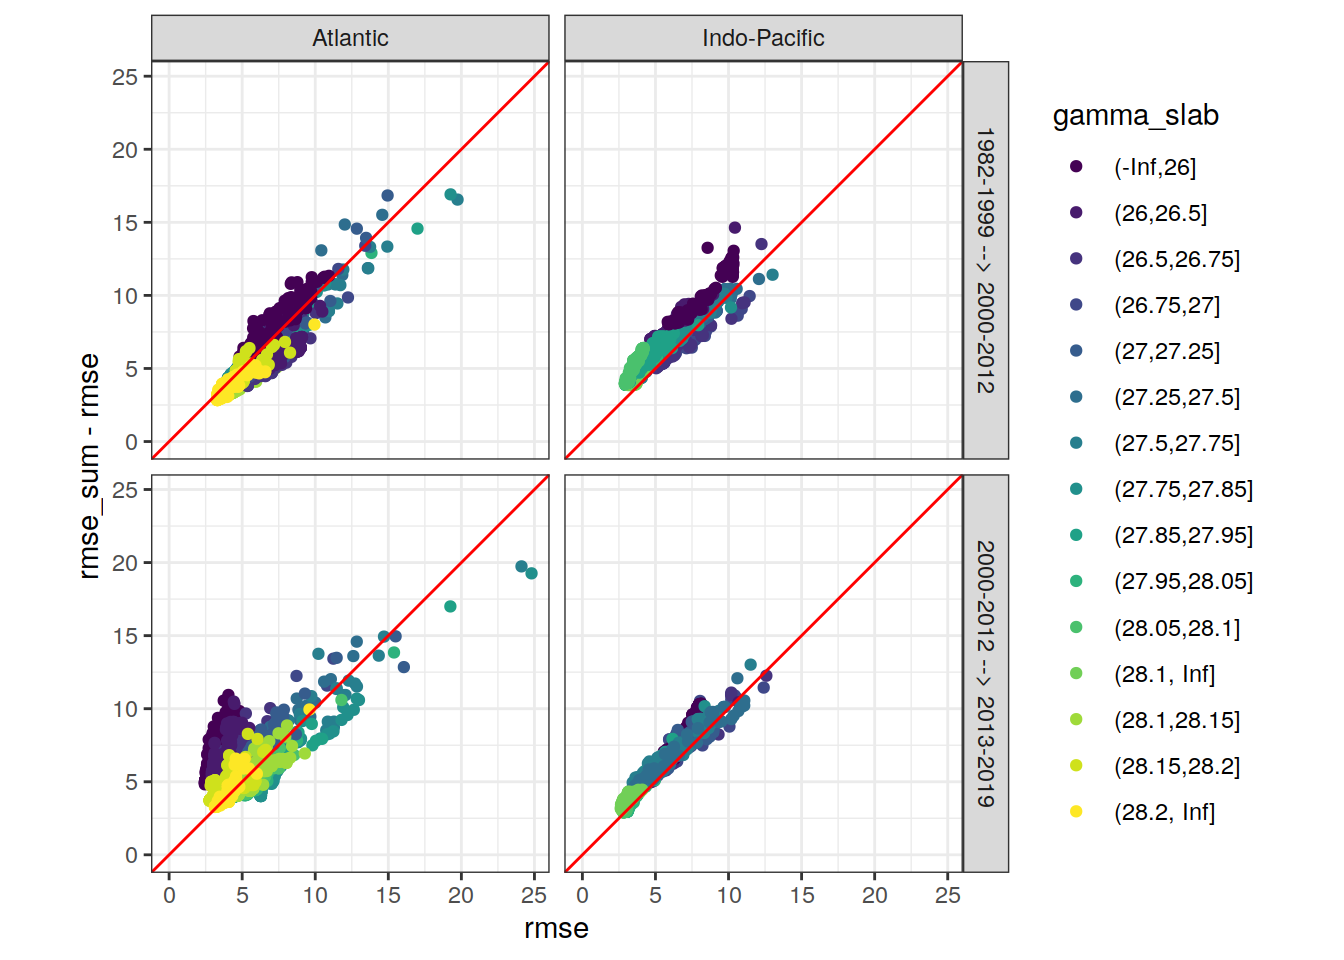 Atlantic
Indo-Pacific
25
20
15
10
5
0
1982-1999 --> 2000-2012
25
20
15
10
5
0
2000-2012 --> 2013-2019
0 5 10 15 20 25
0 5 10 15 20 25
rmse
rmse_sum - rmse
gamma_slab
(-Inf,26]
(26,26.5]
(26.5,26.75]
(26.75,27]
(27,27.25]
(27.25,27.5]
(27.5,27.75]
(27.75,27.85]
(27.85,27.95]
(27.95,28.05]
(28.05,28.1]
(28.1, Inf]
(28.1,28.15]
(28.15,28.2]
(28.2, Inf]